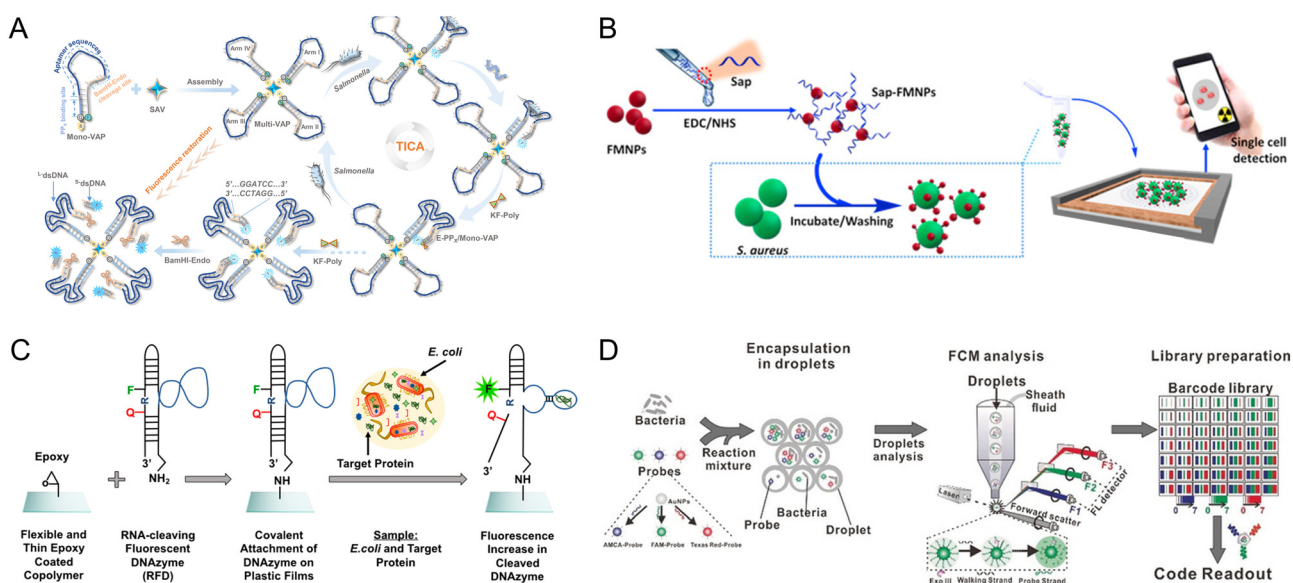 A
Aptamer sequences
BamHI-Endo
cleavage site
PPx binding site
Mono-VAP
SAV
Assembly
Arm IV
Arm I
Arm III
Arm II
Multi-VAP
Salmonella
TICA
Salmonella
KF-Poly
E-PPx/Mono-VAP
KF-Poly
BamHI-Endo
Fluorescence restoration
L-dsDNA
S-dsDNA
5'...GGATCC...3'
3'...CCTAGG...5'
B
Sap
FMNPs
EDC/NHS
Sap-FMNPs
S. aureus
Incubate/Washing
Single cell
detection
C
Epoxy
Flexible and
Thin Epoxy
Coated
Copolymer
F
R
Q
3'
NH₂
RNA-cleaving
Fluorescent
DNAzyme
(RFD)
F
R
Q
3'
NH
Covalent
Attachment of
DNAzyme on
Plastic Films
E. coli
Target Protein
Sample:
E.coli and Target
Protein
F
R
Q
3'
NH
Fluorescence
Increase in
Cleaved
DNAzyme
D
Bacteria
Probes
Reaction
mixture
AuNPs
AMCA-Probe
FAM-Probe
Texas Red-Probe
Encapsulation
in droplets
Probe
Bacteria
Droplet
Droplets
analysis
FCM analysis
Droplets
Sheath
fluid
Laser
F3
F2
F1
FL detector
Forward scatter
Exo III
Walking Strand
Probe Strand
Library preparation
Barcode library
0 7 0 7 0 7
Code Readout